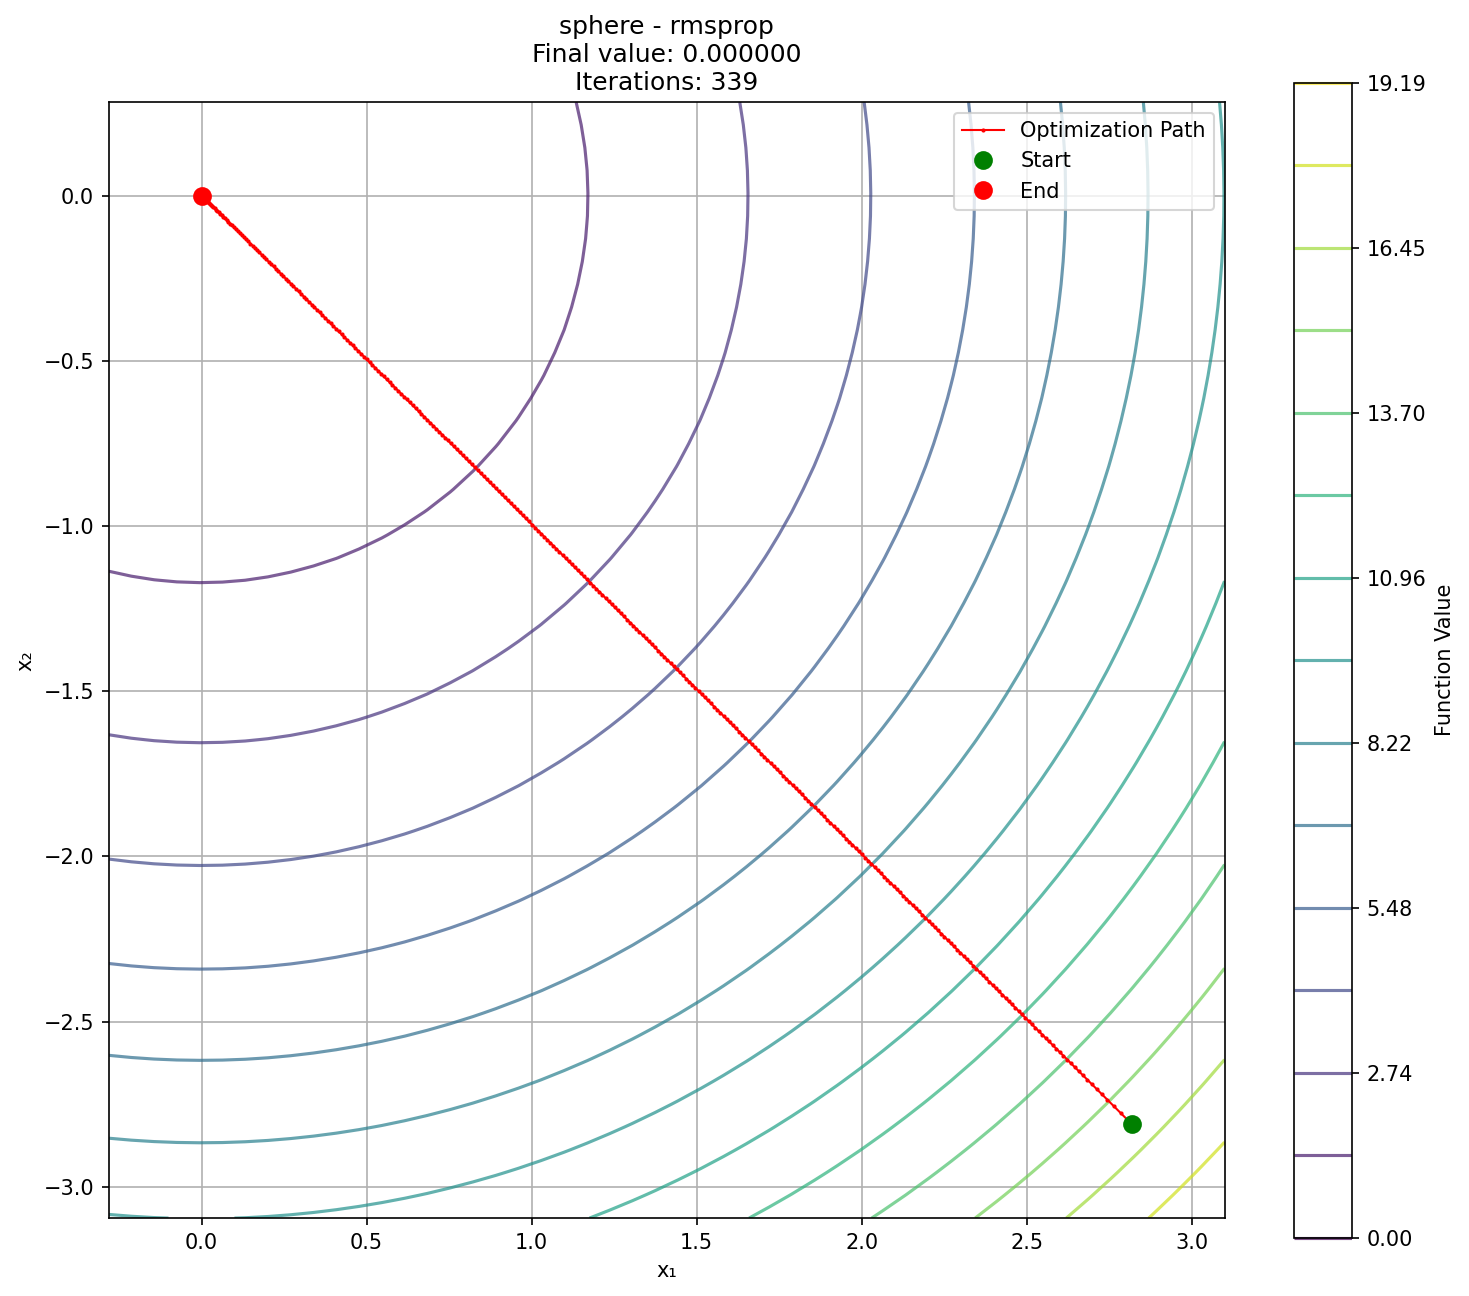 sphere - rmsprop
Final value: 0.000000
Iterations: 339
Optimization Path
Start
End
0.0
−0.5
−1.0
−1.5
−2.0
−2.5
−3.0
x₂
0.0
0.5
1.0
1.5
2.0
2.5
3.0
x₁
19.19
16.45
13.70
10.96
8.22
5.48
2.74
0.00
Function Value